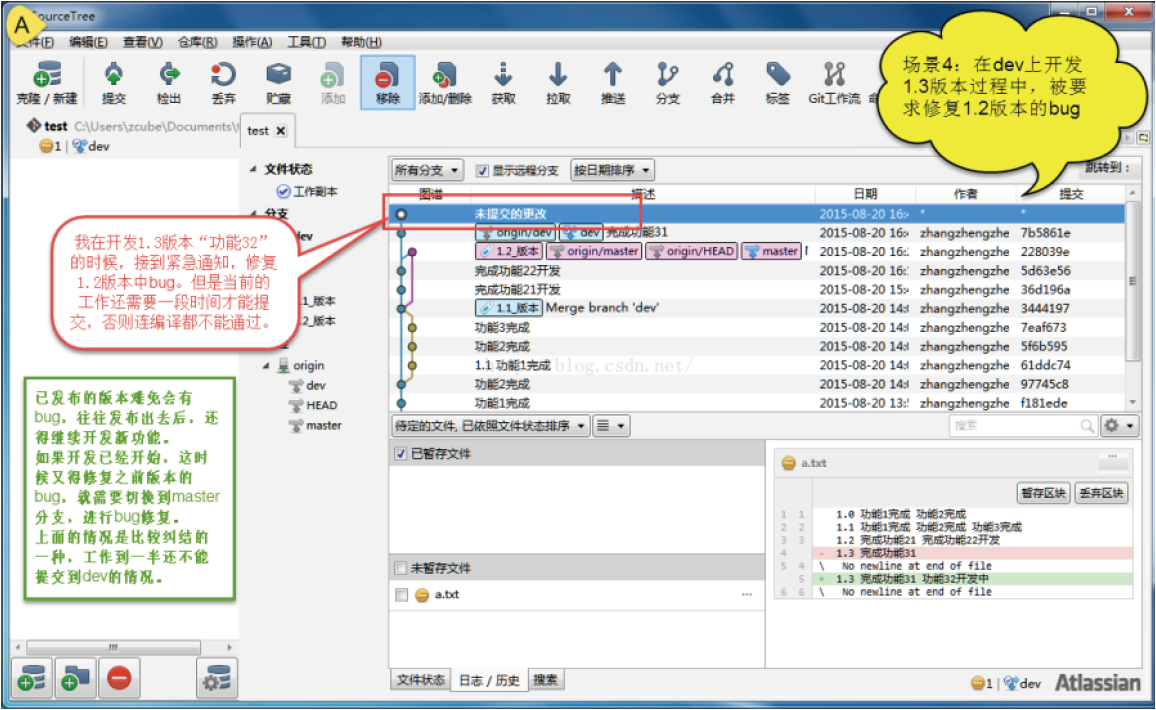 A
SourceTree
文件(F) 编辑(E) 查看(V) 仓库(R) 操作(A) 工具(T) 帮助(H)
场景4：在dev上开发
1.3版本过程中，被要
求修复1.2版本的bug
克隆 / 新建 提交 检出 丢弃 贮藏 添加 移除 添加/删除 获取 拉取 推送 分支 合并 标签 Git工作流
test C:\Users\zcube\Documents\
1 | dev
test
文件状态
工作副本
分支
1.1_版本
1.2_版本
origin
dev
HEAD
master
所有分支 显示远程分支 按日期排序 跳转到：
图谱 描述 日期 作者 提交
未提交的更改 2015-08-20 16: * *
origin/dev dev 完成功能31 2015-08-20 16: zhangzhengzhe 7b5861e
1.2_版本 origin/master origin/HEAD master 2015-08-20 16: zhangzhengzhe 228039e
完成功能22开发 2015-08-20 16: zhangzhengzhe 5d63e56
完成功能21开发 2015-08-20 15: zhangzhengzhe 36d196a
1.1_版本 Merge branch 'dev' 2015-08-20 14: zhangzhengzhe 3444197
功能3完成 2015-08-20 14: zhangzhengzhe 7eaf673
功能2完成 2015-08-20 14: zhangzhengzhe 5f6b595
1.1 功能1完成 2015-08-20 14: zhangzhengzhe 61ddc74
功能2完成 2015-08-20 14: zhangzhengzhe 97745c8
功能1完成 2015-08-20 13: zhangzhengzhe f181ede
blog.csdn.net/
我在开发1.3版本“功能32”
的时候，接到紧急通知，修复
1.2版本中bug。但是当前的
工作还需要一段时间才能提
交，否则连编译都不能通过。
已发布的版本难免会有
bug，往往发布出去后，还
得继续开发新功能。
如果开发已经开始，这时
候又得修复之前版本的
bug，就需要切换到master
分支，进行bug修复。
上面的情况是比较纠结的
一种，工作到一半还不能
提交到dev的情况。
待定的文件, 已依照文件状态排序 搜索
已暂存文件
未暂存文件
a.txt
a.txt
暂存区块 丢弃区块
1 1 1.0 功能1完成 功能2完成
2 2 1.1 功能1完成 功能2完成 功能3完成
3 3 1.2 完成功能21 完成功能22开发
4 - 1.3 完成功能31
5 4 \ No newline at end of file
5 + 1.3 完成功能31 功能32开发中
6 6 \ No newline at end of file
文件状态 日志 / 历史 搜索
1 | dev Atlassian